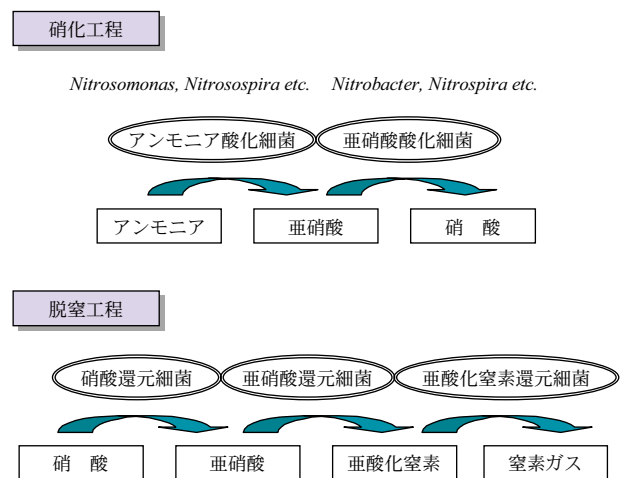 硝化工程
Nitrosomonas, Nitrosospira etc. Nitrobacter, Nitrospira etc.
アンモニア酸化細菌 亜硝酸酸化細菌
アンモニア 亜硝酸 硝　酸
脱窒工程
硝酸還元細菌 亜硝酸還元細菌 亜酸化窒素還元細菌
硝　酸 亜硝酸 亜酸化窒素 窒素ガス